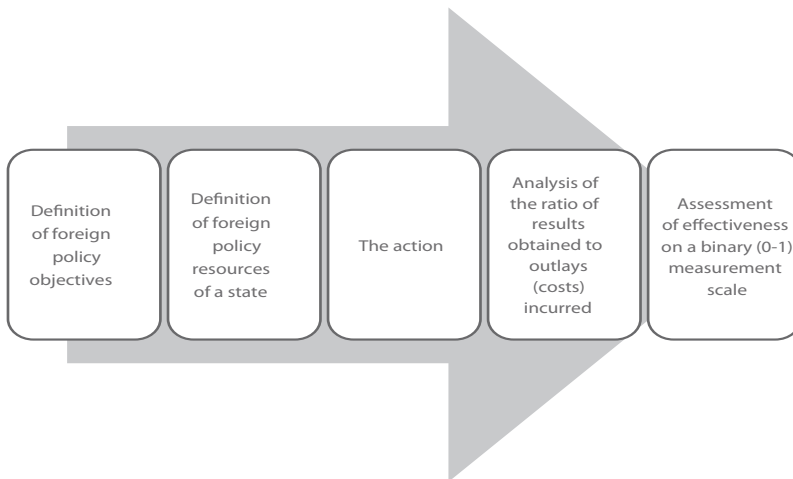 Definition
of foreign
policy
objectives
Definition
of foreign
policy
resources
of a state
The action
Analysis of
the ratio of
results
obtained to
outlays
(costs)
incurred
Assessment
of effectiveness
on a binary (0-1)
measurement
scale